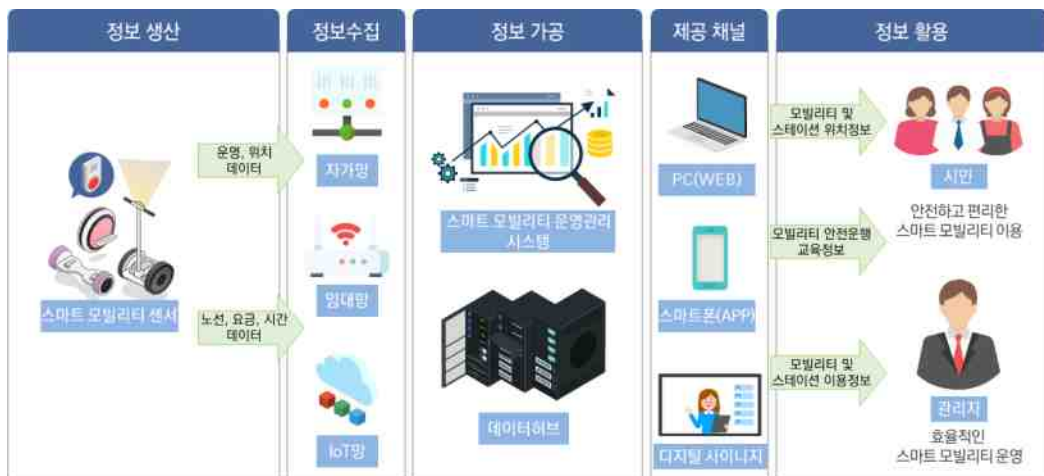 정보 생산
정보수집
정보 가공
제공 채널
정보 활용
운영, 위치
데이터
스마트 모빌리티 센서
노선, 요금, 시간
데이터
자가망
임대망
IoT망
스마트 모빌리티 운영관리
시스템
데이터허브
PC(WEB)
스마트폰(APP)
디지털 사이니지
모빌리티 및
스테이션 위치정보
모빌리티 안전운행
교육정보
모빌리티 및
스테이션 이용정보
시민
안전하고 편리한
스마트 모빌리티 이용
관리자
효율적인
스마트 모빌리티 운영